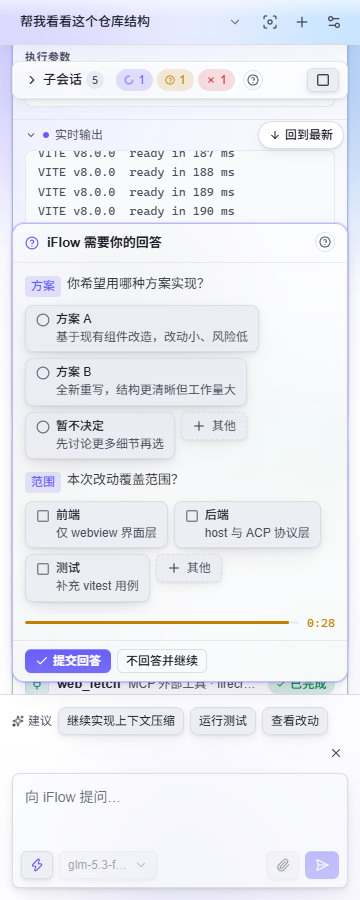 帮我看看这个仓库结构
执行参数
子会话 5 1 1 1
实时输出
回到最新
VITE v8.0.0 ready in 187 ms
VITE v8.0.0 ready in 188 ms
VITE v8.0.0 ready in 189 ms
VITE v8.0.0 ready in 190 ms
iFlow 需要你的回答
方案 你希望用哪种方案实现？
方案 A
基于现有组件改造，改动小、风险低
方案 B
全新重写，结构更清晰但工作量大
暂不决定
先讨论更多细节再选
其他
范围 本次改动覆盖范围？
前端
仅 webview 界面层
后端
host 与 ACP 协议层
测试
补充 vitest 用例
其他
0:28
提交回答 不回答并继续
web_fetch MCP 外部工具 · firecr… 已完成
建议 继续实现上下文压缩 运行测试 查看改动
向 iFlow 提问…
glm-5.3-f…